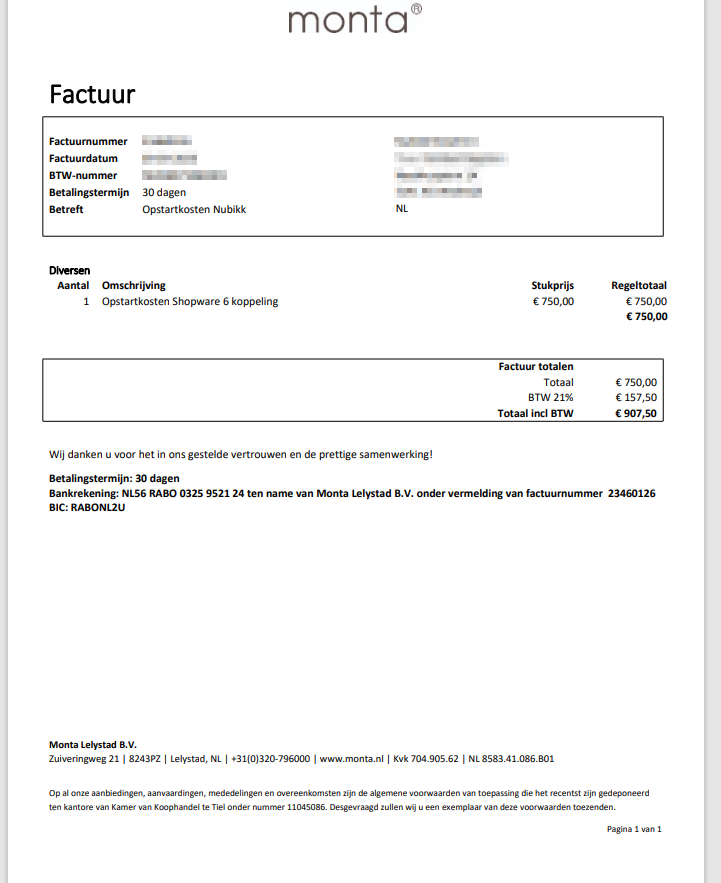 monta®
Factuur
Factuurnummer
Factuurdatum
BTW-nummer
Betalingstermijn 30 dagen
Betreft Opstartkosten Nubikk NL
Diversen
Aantal Omschrijving Stukprijs Regeltotaal
1 Opstartkosten Shopware 6 koppeling € 750,00 € 750,00
€ 750,00
Factuur totalen
Totaal € 750,00
BTW 21% € 157,50
Totaal incl BTW € 907,50
Wij danken u voor het in ons gestelde vertrouwen en de prettige samenwerking!
Betalingstermijn: 30 dagen
Bankrekening: NL56 RABO 0325 9521 24 ten name van Monta Lelystad B.V. onder vermelding van factuurnummer 23460126
BIC: RABONL2U
Monta Lelystad B.V.
Zuiveringweg 21 | 8243PZ | Lelystad, NL | +31(0)320-796000 | www.monta.nl | Kvk 704.905.62 | NL 8583.41.086.B01
Op al onze aanbiedingen, aanvaardingen, mededelingen en overeenkomsten zijn de algemene voorwaarden van toepassing die het recentst zijn gedeponeerd
ten kantore van Kamer van Koophandel te Tiel onder nummer 11045086. Desgevraagd zullen wij u een exemplaar van deze voorwaarden toezenden.
Pagina 1 van 1